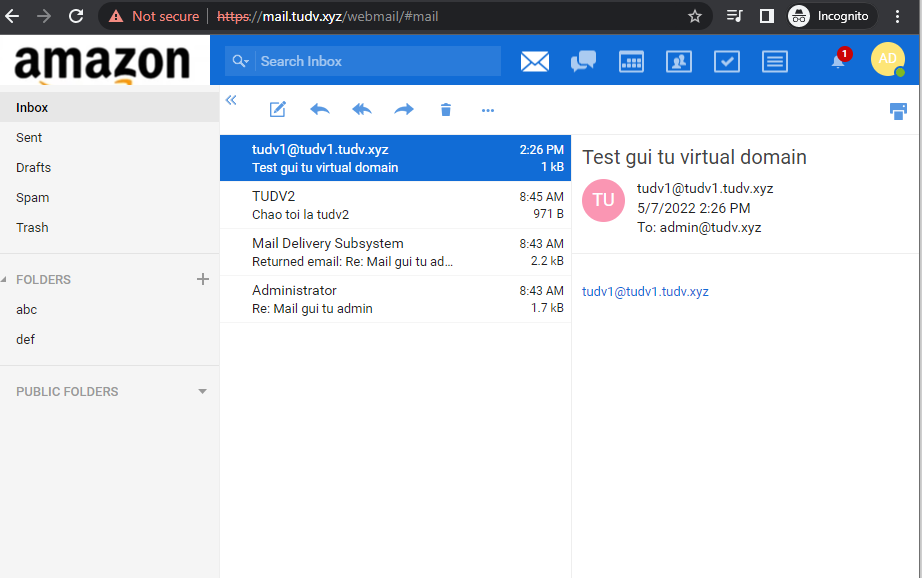 Not secure https://mail.tudv.xyz/webmail/#mail Incognito
amazon
Search Inbox
1
AD
Inbox
Sent
Drafts
Spam
Trash
FOLDERS
abc
def
PUBLIC FOLDERS
tudv1@tudv1.tudv.xyz 2:26 PM
Test gui tu virtual domain 1 kB
TUDV2 8:45 AM
Chao toi la tudv2 971 B
Mail Delivery Subsystem 8:43 AM
Returned email: Re: Mail gui tu ad... 2.2 kB
Administrator 8:43 AM
Re: Mail gui tu admin 1.7 kB
Test gui tu virtual domain
TU
tudv1@tudv1.tudv.xyz
5/7/2022 2:26 PM
To: admin@tudv.xyz
tudv1@tudv1.tudv.xyz